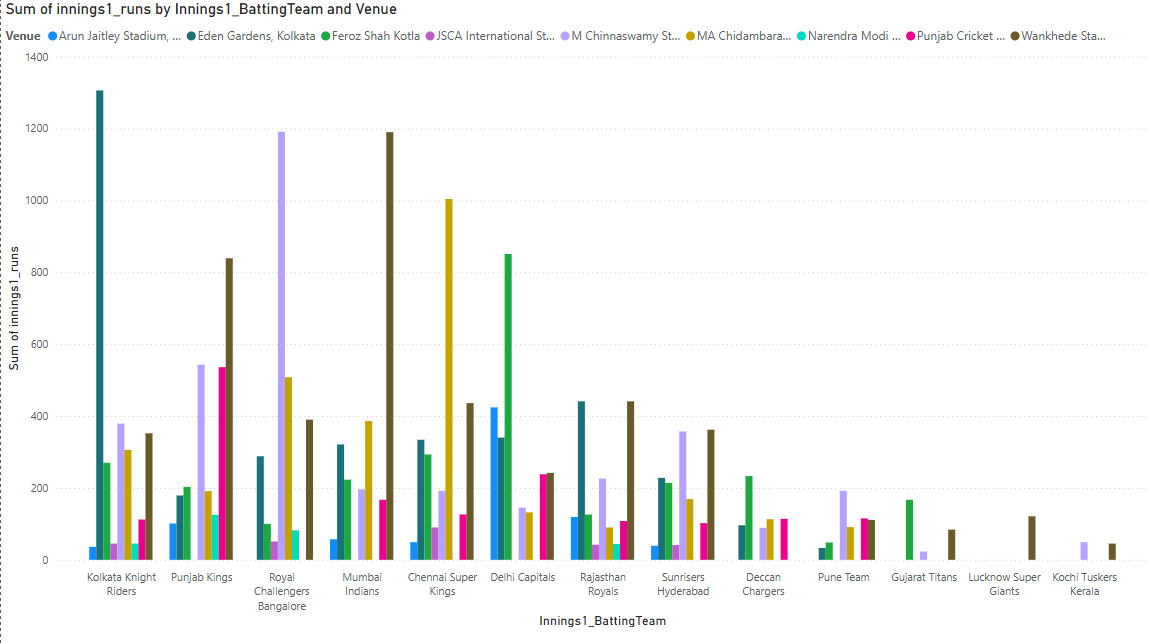 Sum of innings1_runs by Innings1_BattingTeam and Venue
Venue Arun Jaitley Stadium, ... Eden Gardens, Kolkata Feroz Shah Kotla JSCA International St... M Chinnaswamy St... MA Chidambara... Narendra Modi ... Punjab Cricket ... Wankhede Sta...
1400
1200
1000
800
600
400
200
0
Sum of innings1_runs
Kolkata Knight
Riders
Punjab Kings
Royal
Challengers
Bangalore
Mumbai
Indians
Chennai Super
Kings
Delhi Capitals
Rajasthan
Royals
Sunrisers
Hyderabad
Deccan
Chargers
Pune Team
Gujarat Titans
Lucknow Super
Giants
Kochi Tuskers
Kerala
Innings1_BattingTeam